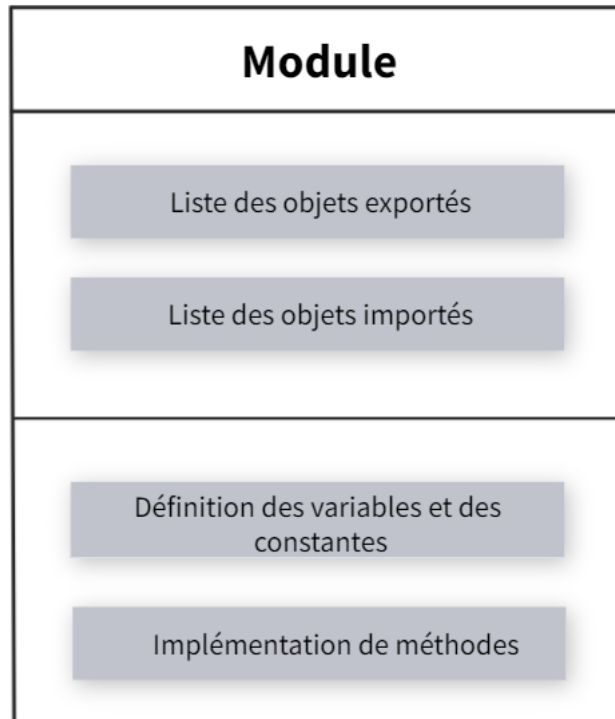 Module
Liste des objets exportés
Liste des objets importés
Définition des variables et des
constantes
Implémentation de méthodes